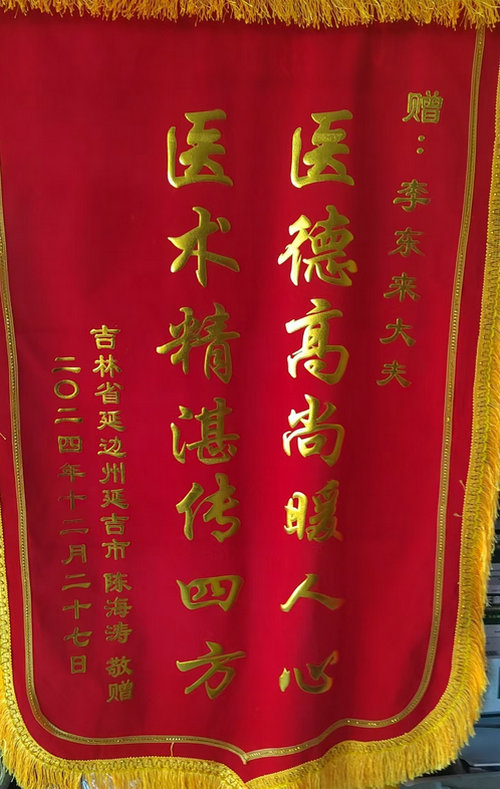 赠：李东来大夫
医德高尚暖人心
医术精湛传四方
吉林省延边州延吉市陈海涛 敬赠
二〇二四年十二月二十七日